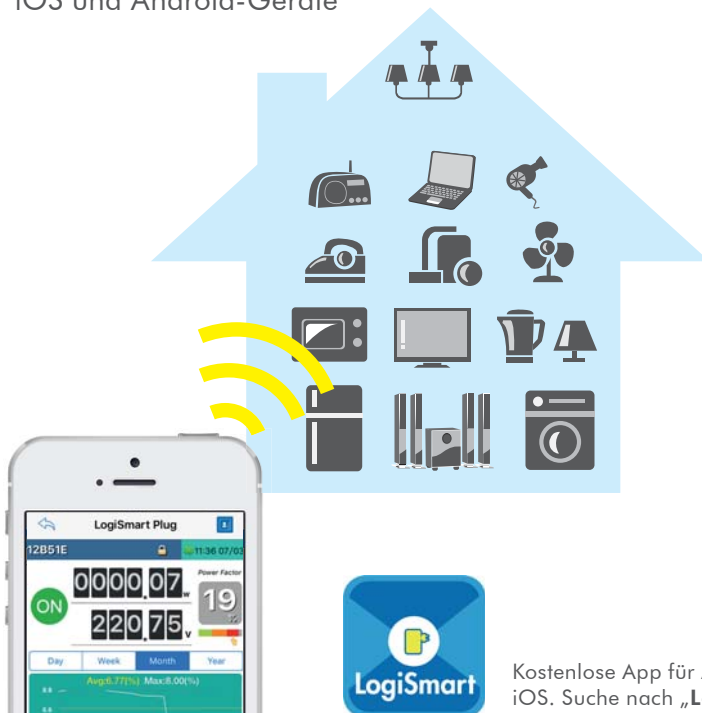 iOS und Android-Geräte
LogiSmart Plug
12B51E
11:36 07/03
0000.07 w
Power Factor
ON
19
220.75 v
Day Week Month Year
Avg:6.77(%) Max:8.00(%)
LogiSmart
Kostenlose App für
iOS. Suche nach „L